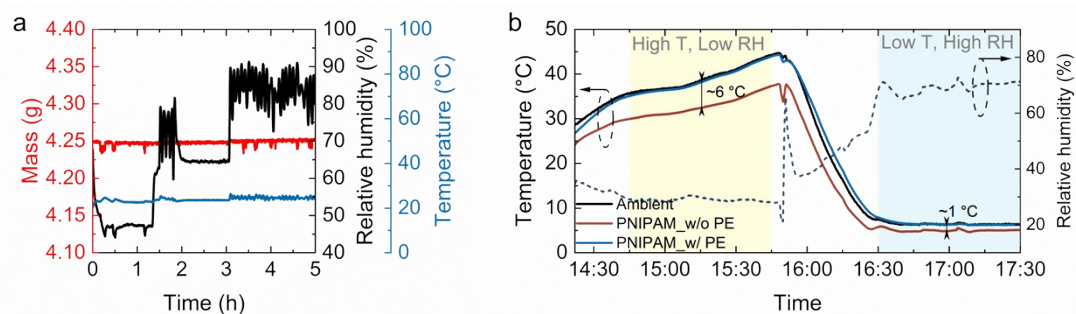 a
4.40
4.35
4.30
4.25
4.20
4.15
4.10
Mass (g)
0 1 2 3 4 5
Time (h)
100
90
80
70
60
50
40
Relative humidity (%)
100
80
60
40
20
0
Temperature (°C)
b
50
40
30
20
10
0
Temperature (°C)
High T, Low RH
Low T, High RH
~6 °C
~1 °C
Ambient
PNIPAM_w/o PE
PNIPAM_w/ PE
14:30 15:00 15:30 16:00 16:30 17:00 17:30
Time
80
70
60
50
40
30
20
10
Relative humidity (%)